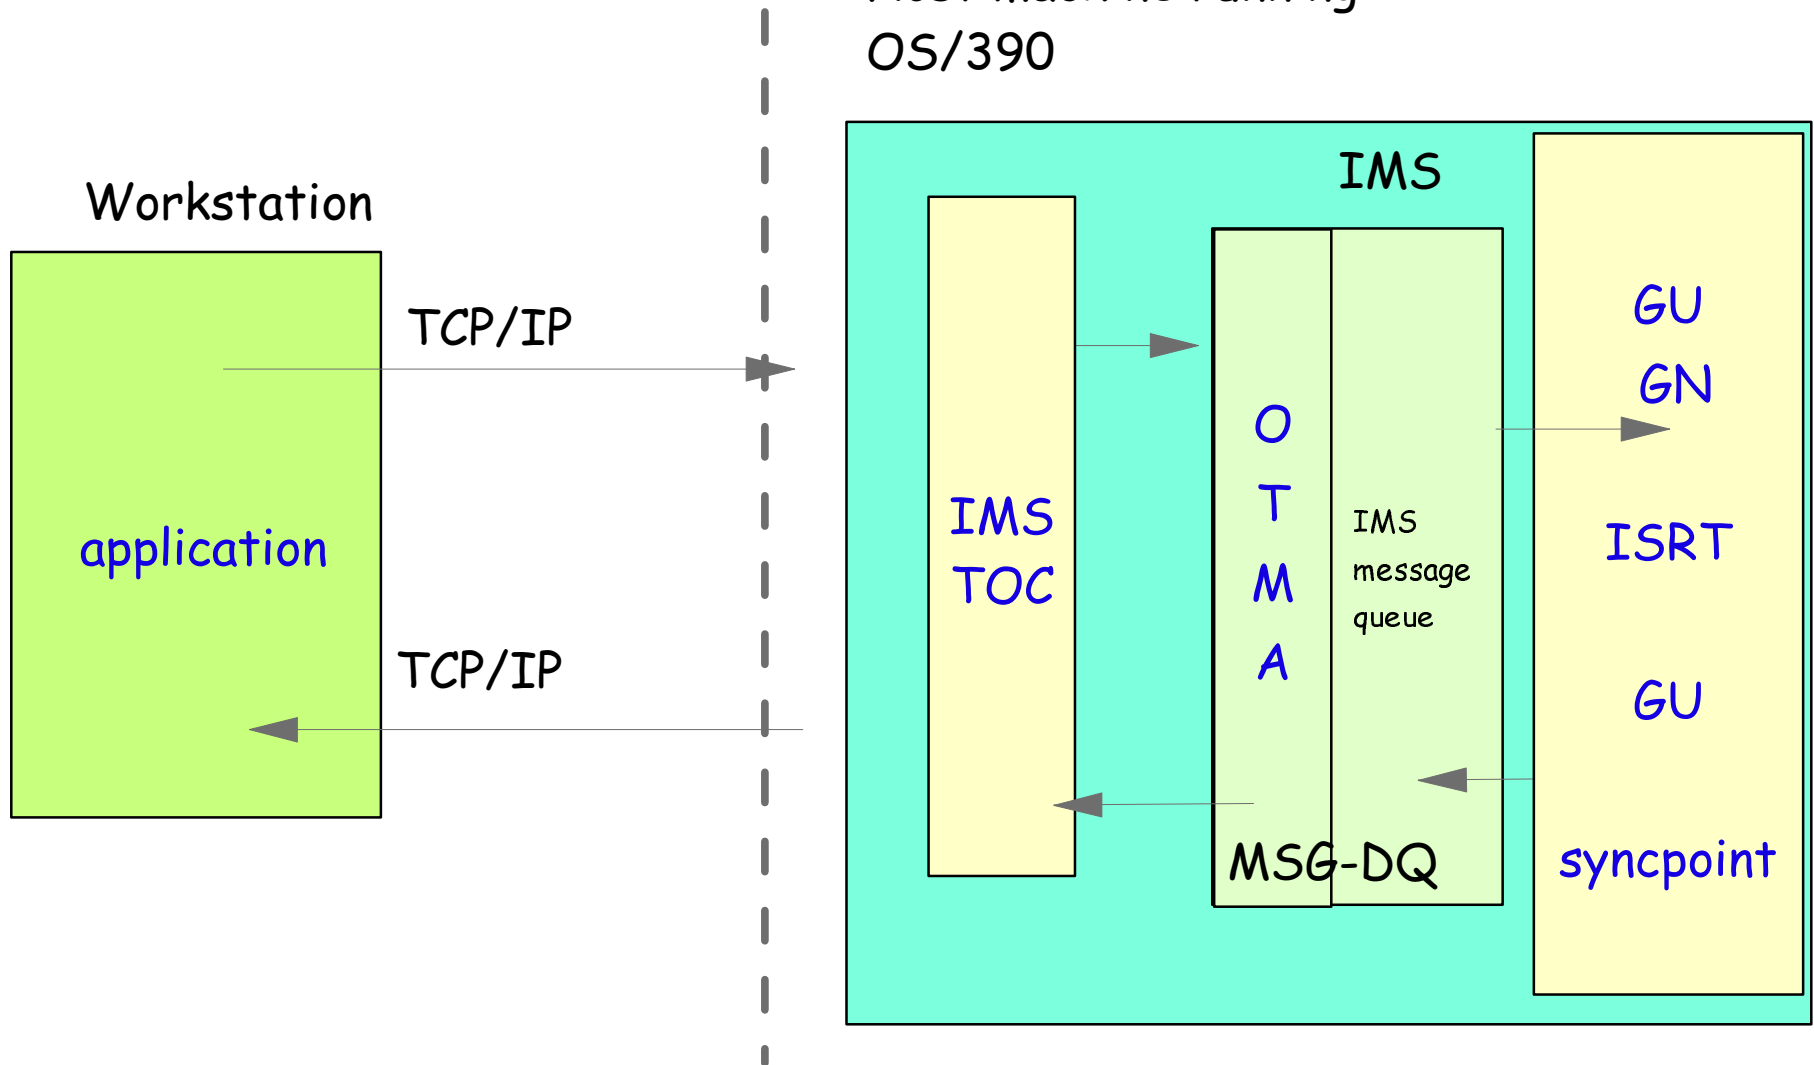 OS/390
Workstation
TCP/IP
application
TCP/IP
IMS
IMS
TOC
O
T
M
A
IMS
message
queue
MSG-DQ
GU
GN
ISRT
GU
syncpoint